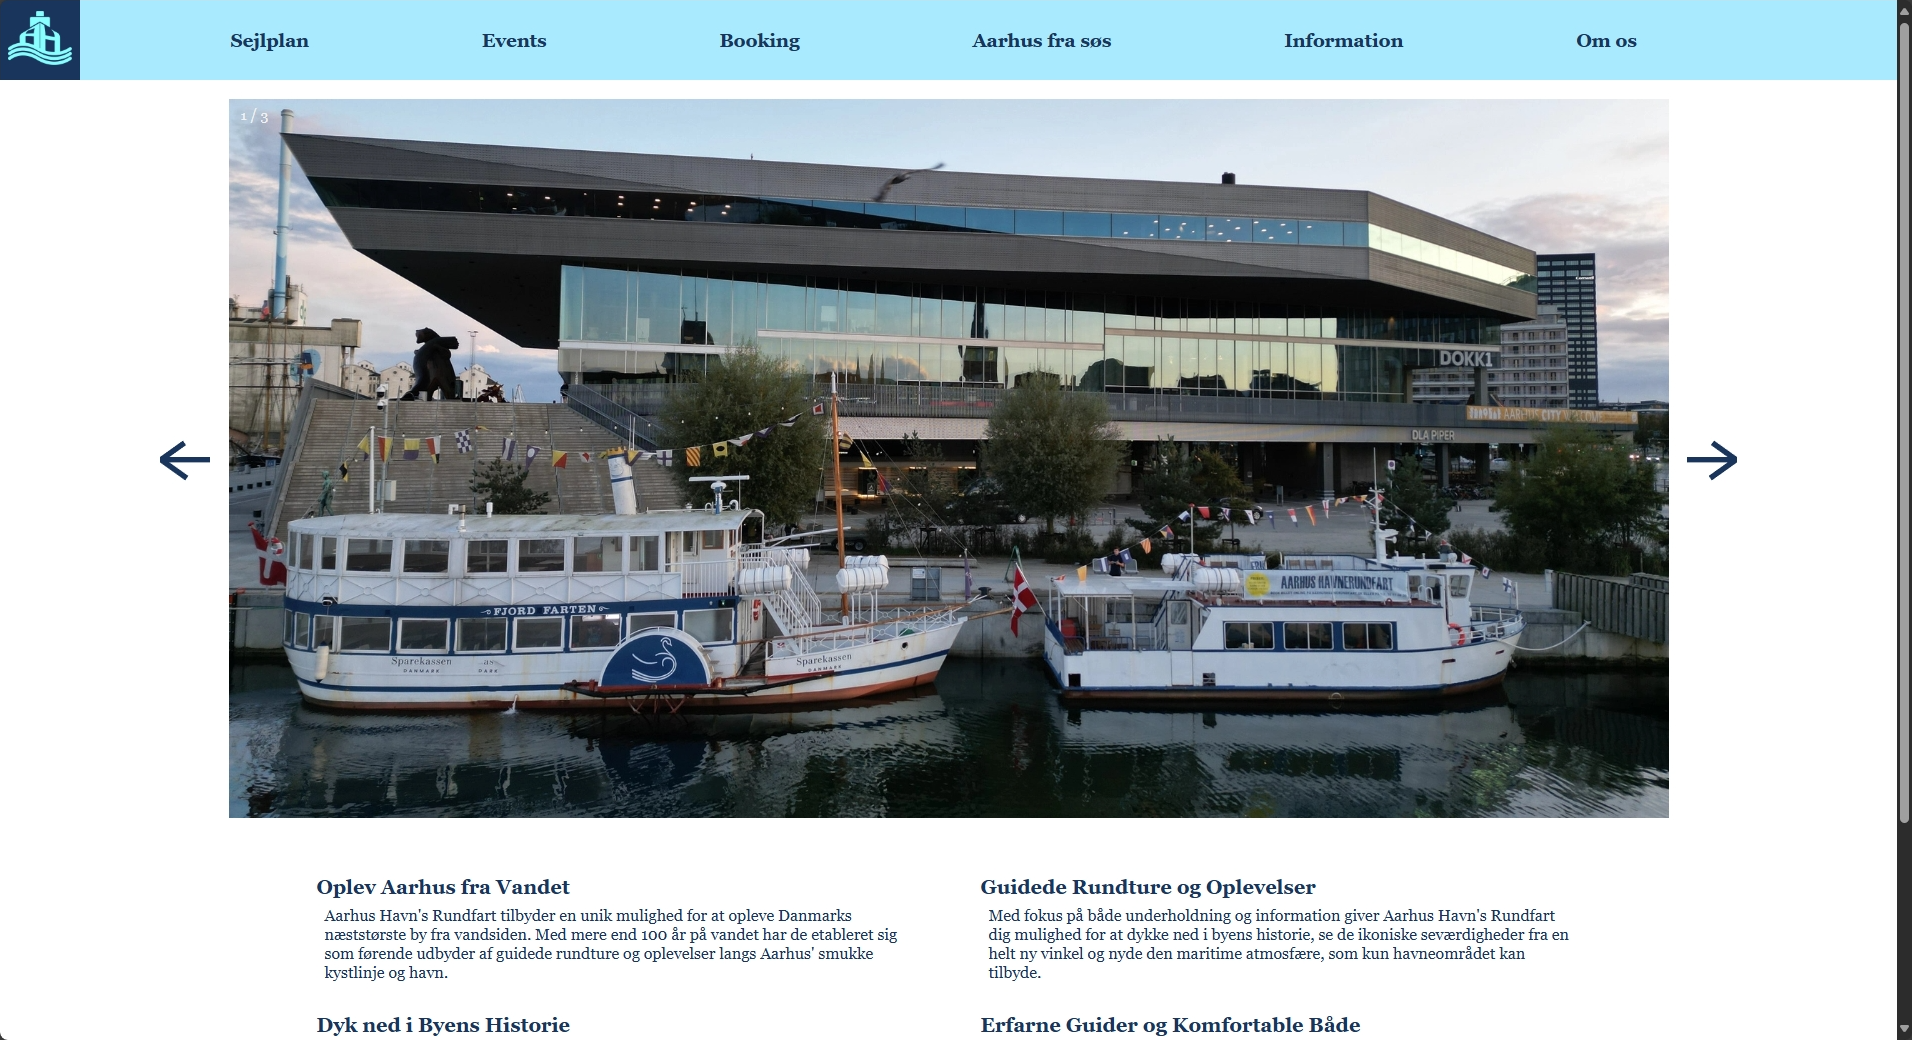 Sejlplan
Events
Booking
Aarhus fra søs
Information
Om os
1 / 3
DOKK1
DLA PIPER
FJORD FARTEN
AARHUS HAVNERUNDFART
Sparekassen
DANMARK
Sparekassen
DANMARK
Oplev Aarhus fra Vandet
Aarhus Havn's Rundfart tilbyder en unik mulighed for at opleve Danmarks
næststørste by fra vandsiden. Med mere end 100 år på vandet har de etableret sig
som førende udbyder af guidede rundture og oplevelser langs Aarhus' smukke
kystlinje og havn.
Guidede Rundture og Oplevelser
Med fokus på både underholdning og information giver Aarhus Havn's Rundfart
dig mulighed for at dykke ned i byens historie, se de ikoniske seværdigheder fra en
helt ny vinkel og nyde den maritime atmosfære, som kun havneområdet kan
tilbyde.
Dyk ned i Byens Historie
Erfarne Guider og Komfortable Både